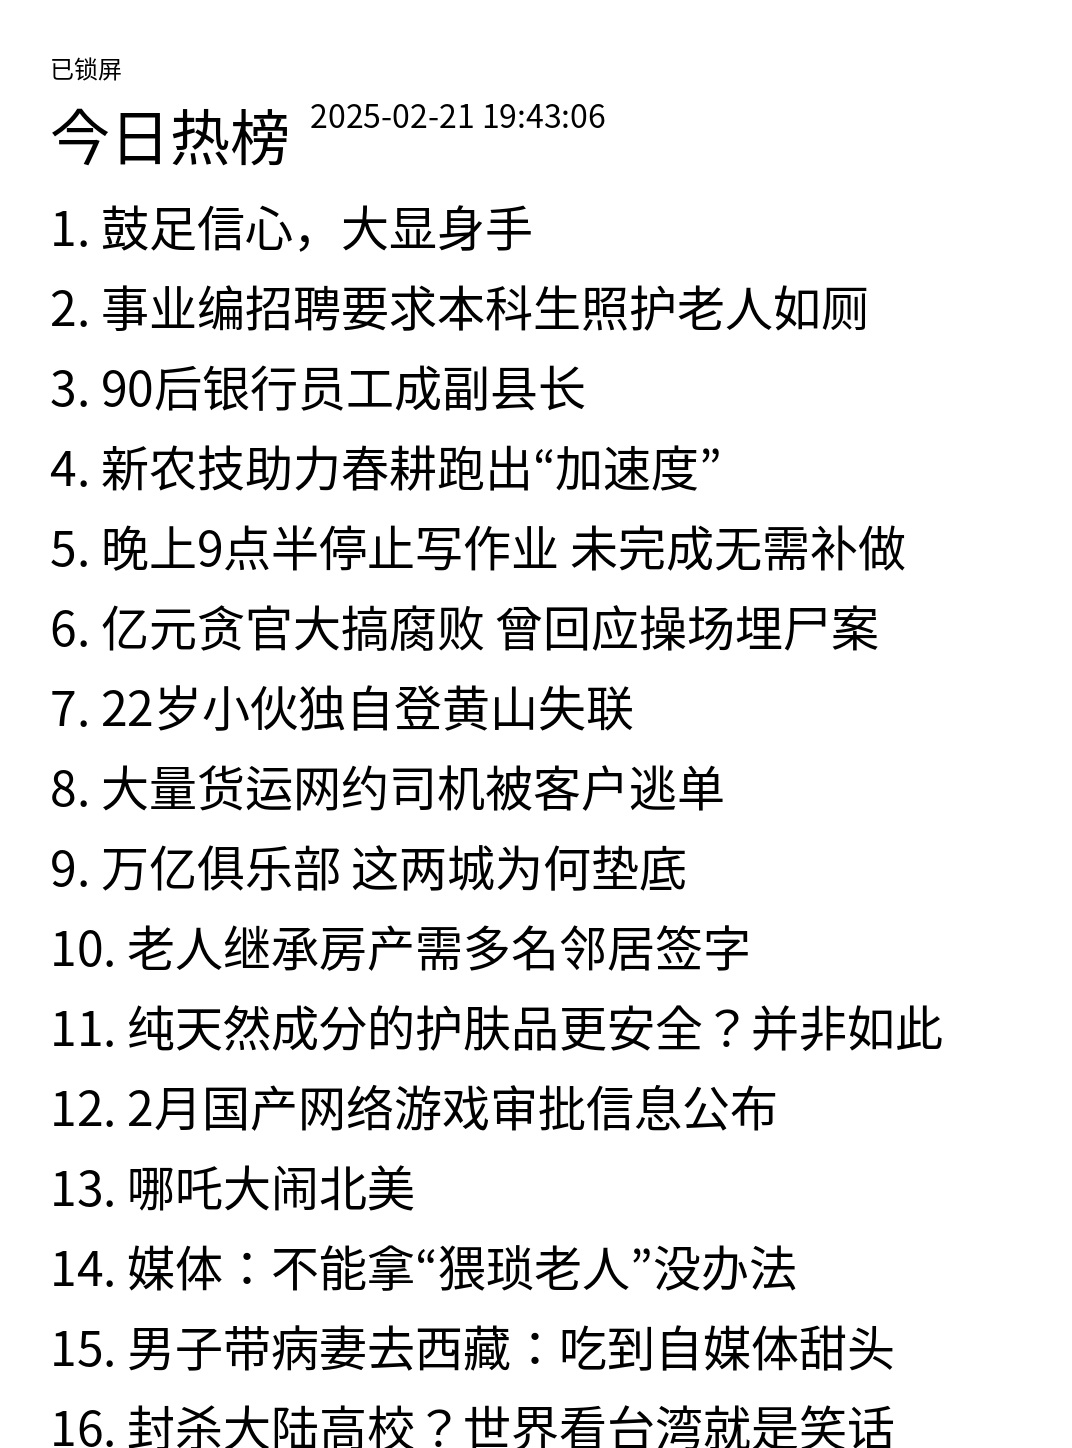 已锁屏
今日热榜 2025-02-21 19:43:06
1. 鼓足信心，大显身手
2. 事业编招聘要求本科生照护老人如厕
3. 90后银行员工成副县长
4. 新农技助力春耕跑出“加速度”
5. 晚上9点半停止写作业 未完成无需补做
6. 亿元贪官大搞腐败 曾回应操场埋尸案
7. 22岁小伙独自登黄山失联
8. 大量货运网约司机被客户逃单
9. 万亿俱乐部 这两城为何垫底
10. 老人继承房产需多名邻居签字
11. 纯天然成分的护肤品更安全？并非如此
12. 2月国产网络游戏审批信息公布
13. 哪吒大闹北美
14. 媒体：不能拿“猥琐老人”没办法
15. 男子带病妻去西藏：吃到自媒体甜头
16. 封杀大陆高校？世界看台湾就是笑话